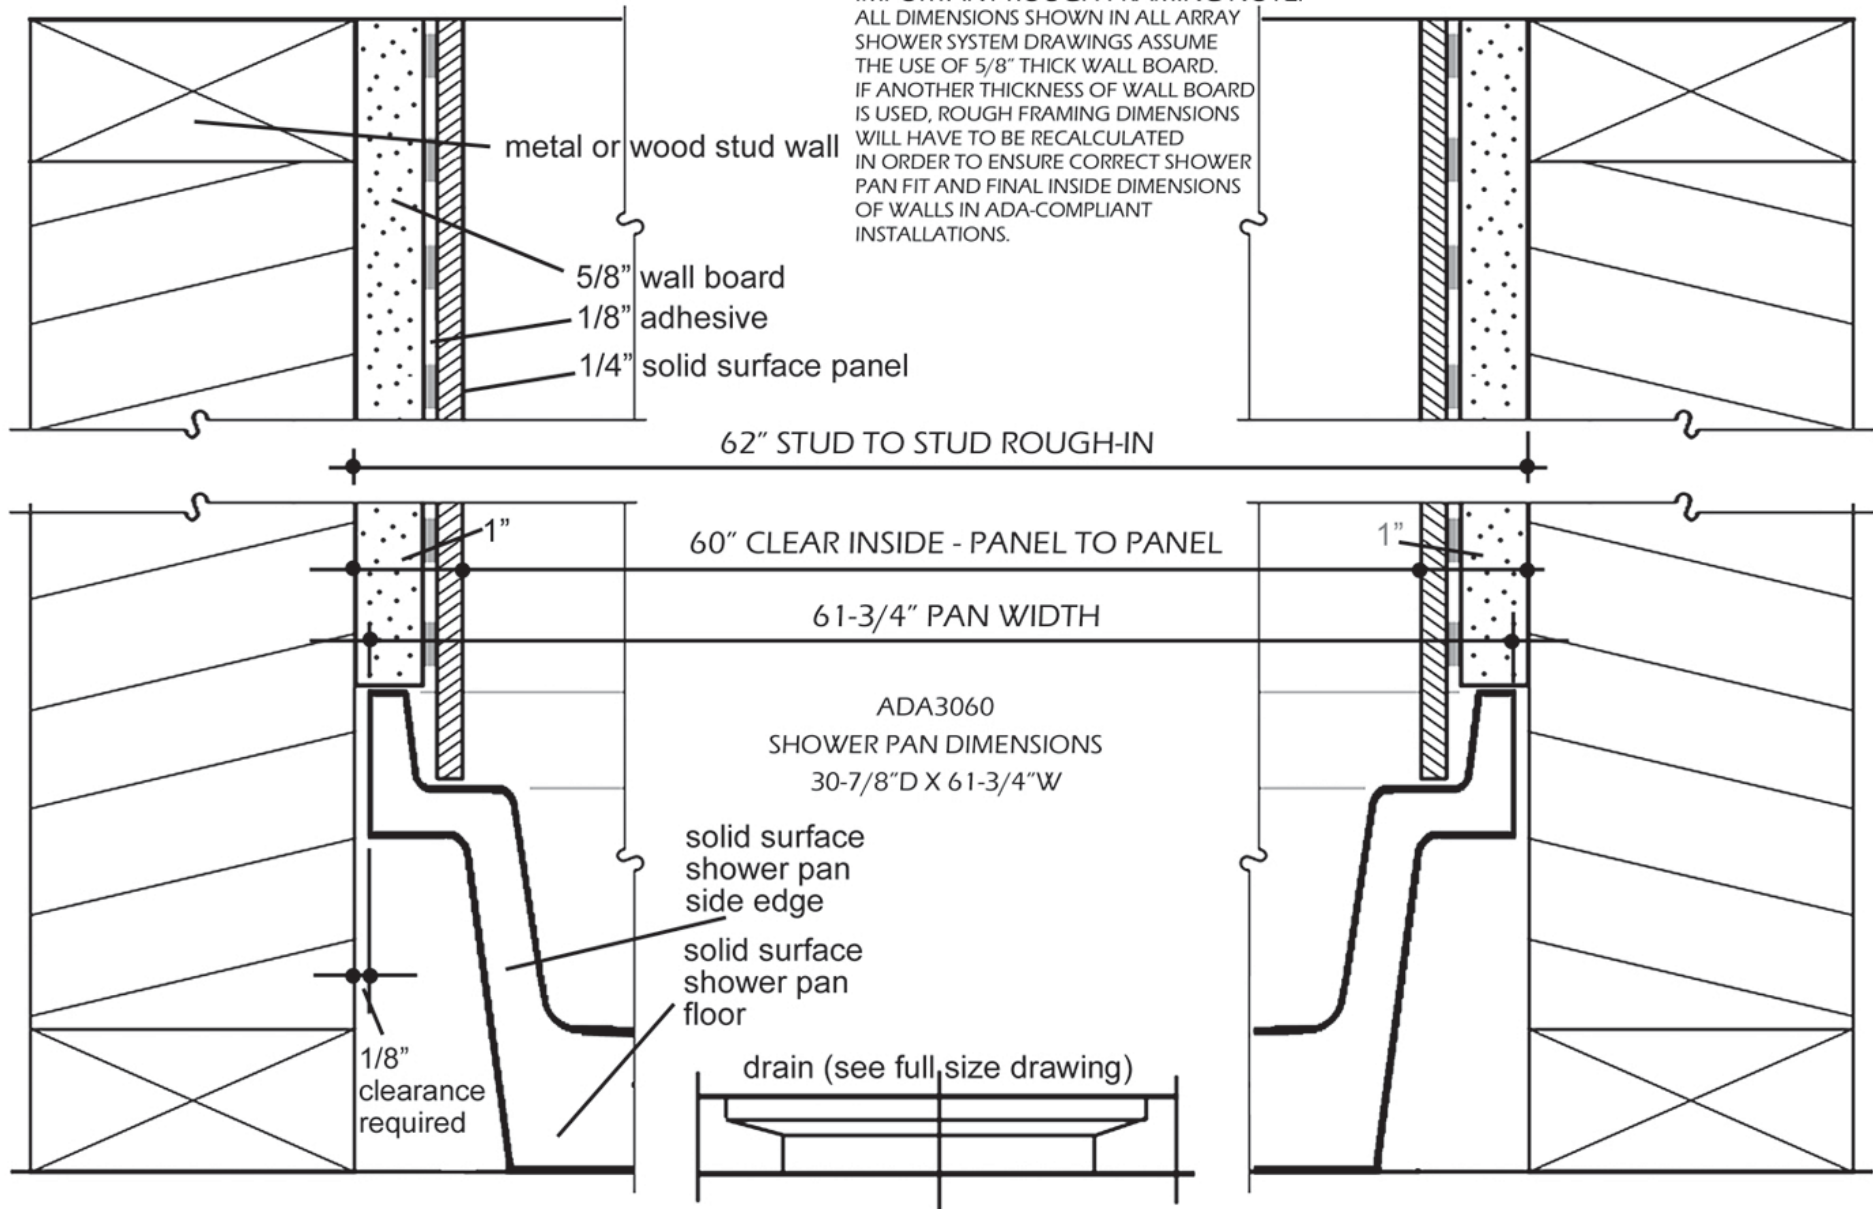 ALL DIMENSIONS SHOWN IN ALL ARRAY
SHOWER SYSTEM DRAWINGS ASSUME
THE USE OF 5/8” THICK WALL BOARD.
IF ANOTHER THICKNESS OF WALL BOARD
IS USED, ROUGH FRAMING DIMENSIONS
WILL HAVE TO BE RECALCULATED
IN ORDER TO ENSURE CORRECT SHOWER
PAN FIT AND FINAL INSIDE DIMENSIONS
OF WALLS IN ADA-COMPLIANT
INSTALLATIONS.
metal or wood stud wall
5/8” wall board
1/8” adhesive
1/4” solid surface panel
62” STUD TO STUD ROUGH-IN
1”
60” CLEAR INSIDE - PANEL TO PANEL
1”
61-3/4” PAN WIDTH
ADA3060
SHOWER PAN DIMENSIONS
30-7/8”D X 61-3/4”W
solid surface
shower pan
side edge
solid surface
shower pan
floor
1/8”
clearance
required
drain (see full size drawing)